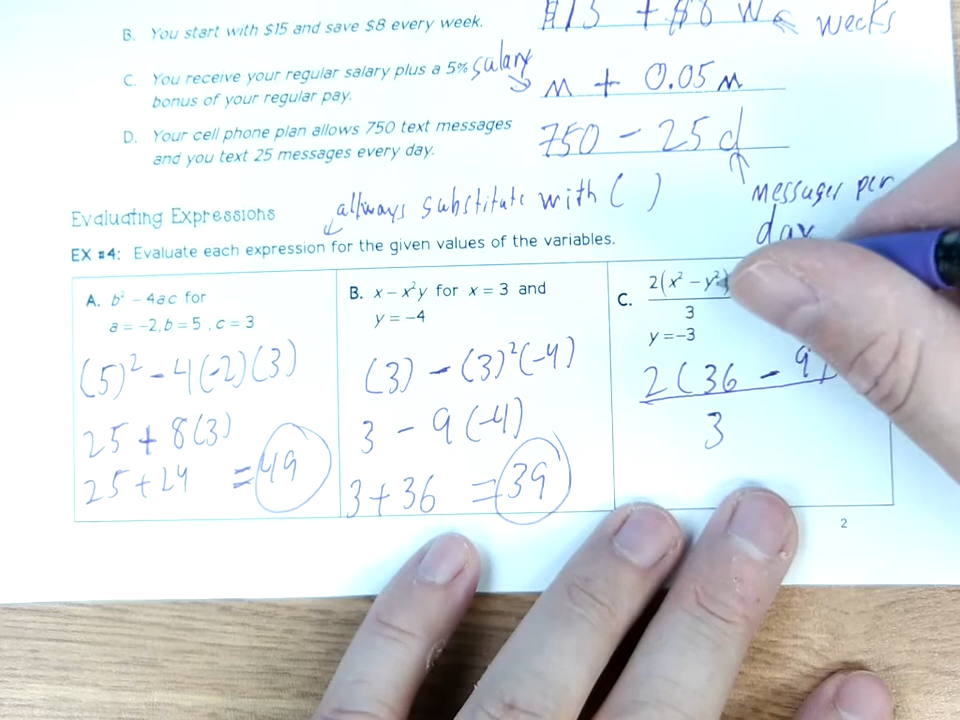 B. You start with $15 and save $8 every week.
$15 + $8 W weeks
C. You receive your regular salary plus a 5%
bonus of your regular pay.
salary
m + 0.05 m
D. Your cell phone plan allows 750 text messages
and you text 25 messages every day.
750 - 25 d
messages per
day
Evaluating Expressions
allways substitute with ( )
EX #4: Evaluate each expression for the given values of the variables.
A. b² - 4ac for
a = -2, b = 5, c = 3
(5)² - 4(-2)(3)
25 + 8(3)
25 + 24 = 49
B. x - x²y for x = 3 and
y = -4
(3) - (3)²(-4)
3 - 9(-4)
3 + 36 = 39
C. 2(x² - y²)
3
y = -3
2(36 - 9)
3
2